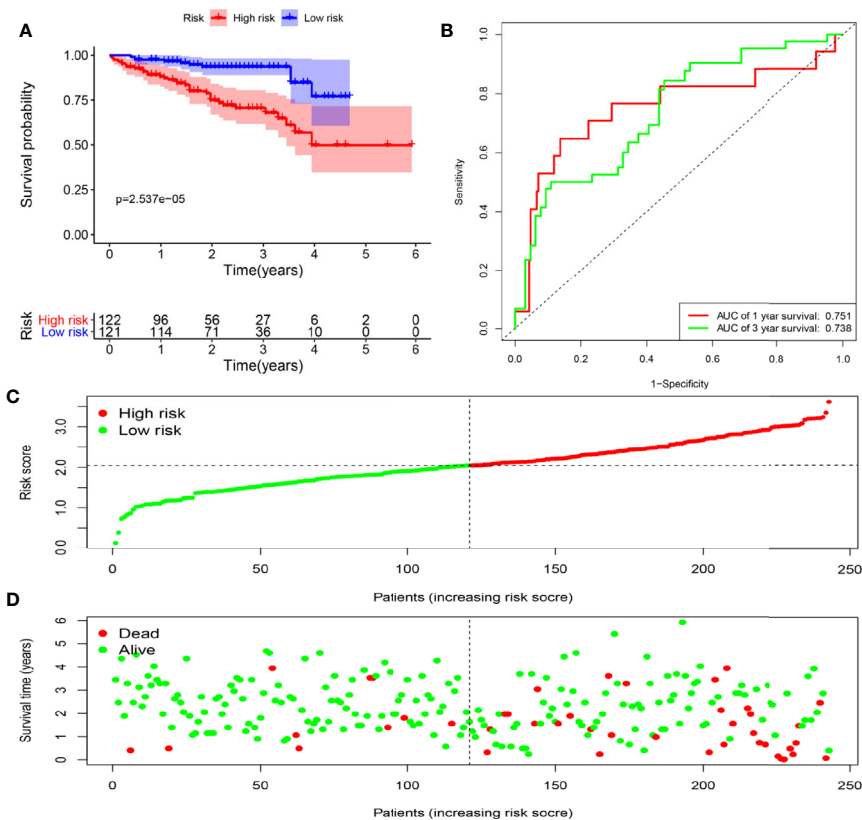 A
Risk High risk Low risk
Survival probability
1.00
0.75
0.50
0.25
0.00
p=2.537e−05
0 1 2 3 4 5 6
Time(years)
Risk
High risk 122 96 56 27 6 2 0
Low risk 121 114 71 36 10 0 0
0 1 2 3 4 5 6
Time(years)
B
Sensitivity
1.0
0.8
0.6
0.4
0.2
0.0
AUC of 1 year survival: 0.751
AUC of 3 year survival: 0.738
0.0 0.2 0.4 0.6 0.8 1.0
1−Specificity
C
High risk
Low risk
Risk score
3.0
2.0
1.0
0.0
0 50 100 150 200 250
Patients (increasing risk socre)
D
Dead
Alive
Survival time (years)
6
5
4
3
2
1
0
0 50 100 150 200 250
Patients (increasing risk socre)